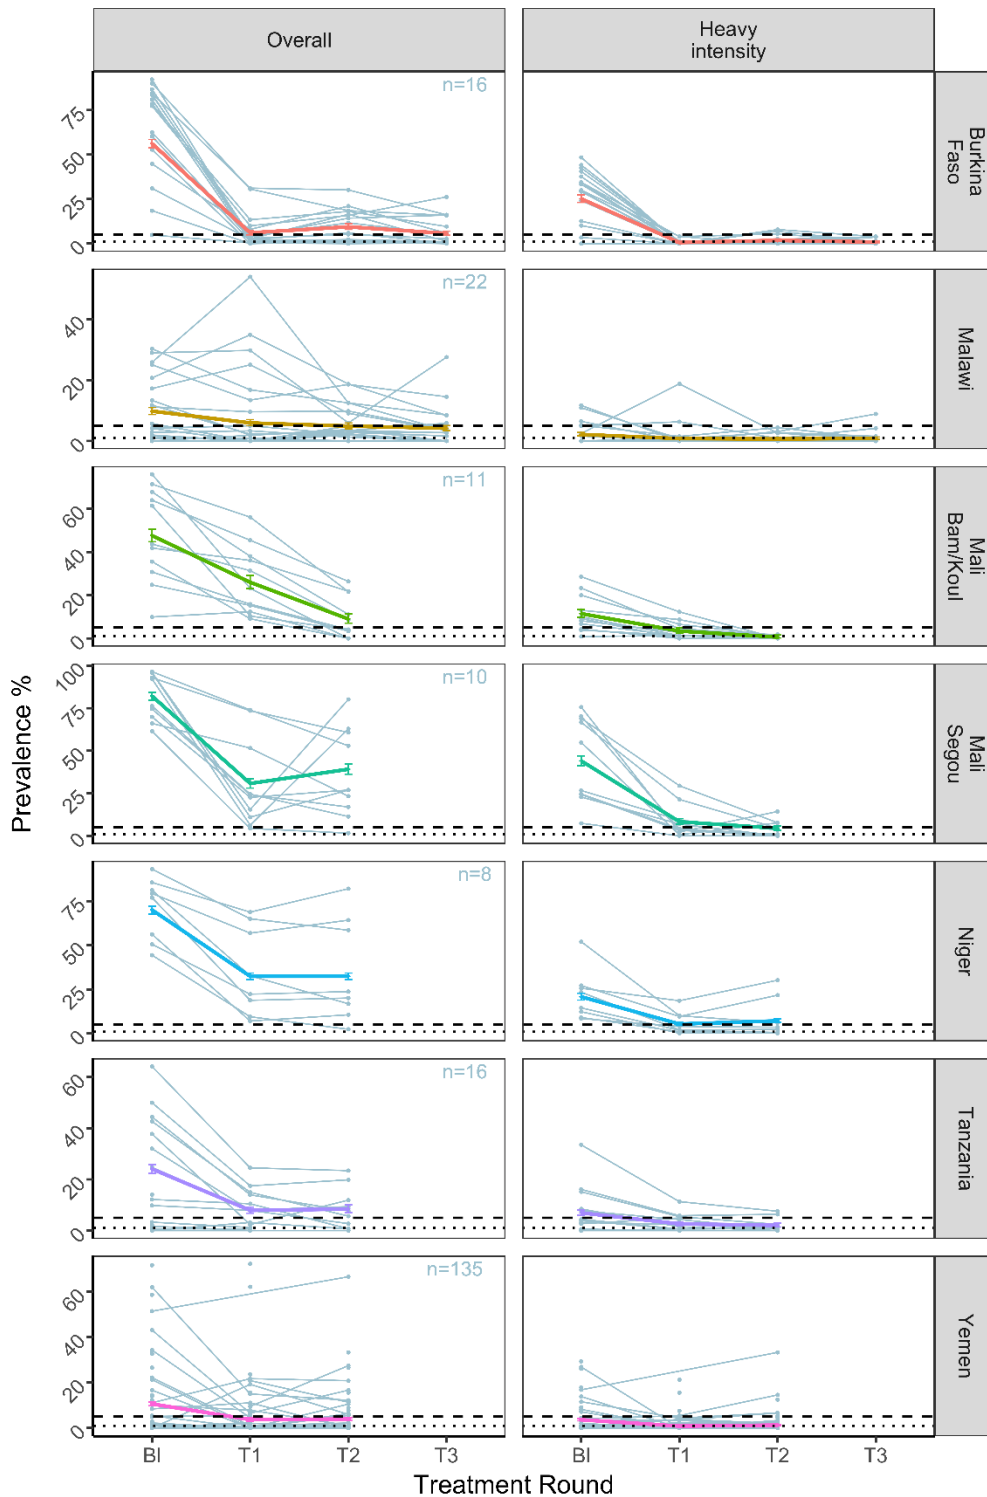 Overall
Heavy
intensity
n=16
75
50
25
0
Burkina
Faso
n=22
40
20
0
Malawi
n=11
60
40
20
0
Mali
Bam/Koul
n=10
100
75
50
25
0
Mali
Segou
n=8
75
50
25
0
Niger
n=16
60
40
20
0
Tanzania
n=135
60
40
20
0
Yemen
Prevalence %
BI T1 T2 T3 BI T1 T2 T3
Treatment Round